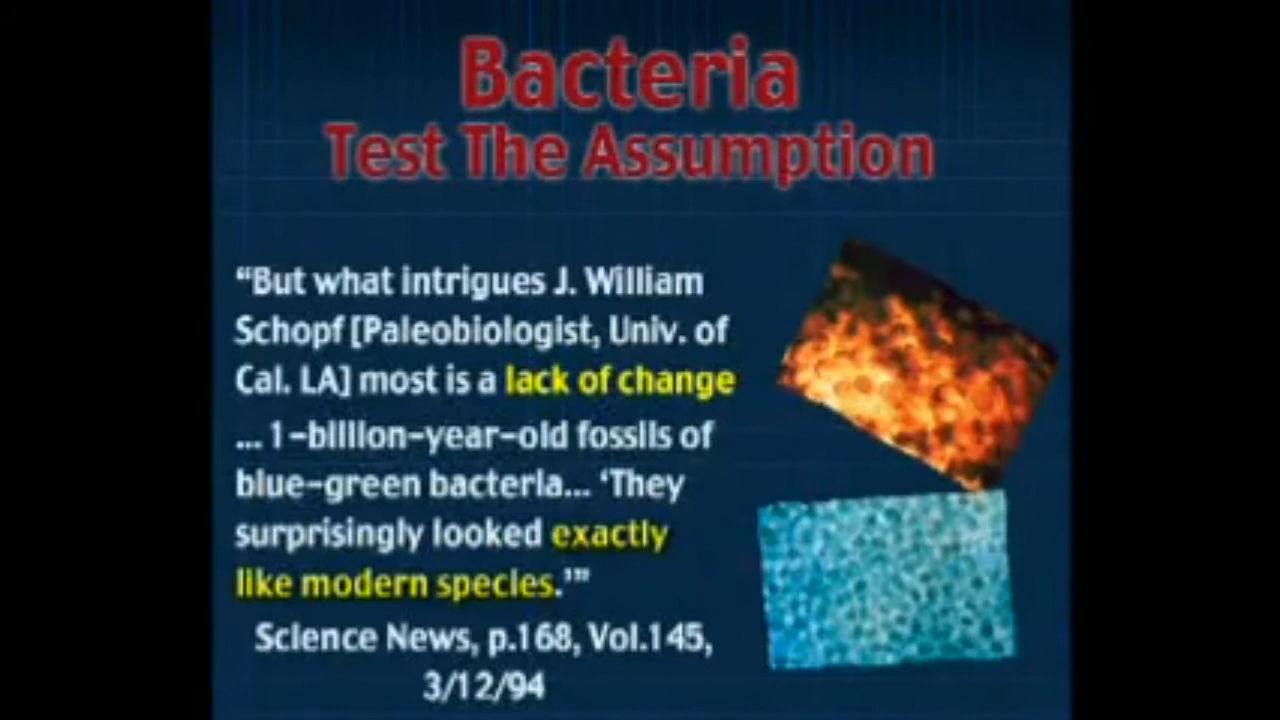 Bacteria
Test The Assumption
“But what intrigues J. William
Schopf [Paleobiologist, Univ. of
Cal. LA] most is a lack of change
... 1-billion-year-old fossils of
blue-green bacteria... ‘They
surprisingly looked exactly
like modern species.’”
Science News, p.168, Vol.145,
3/12/94